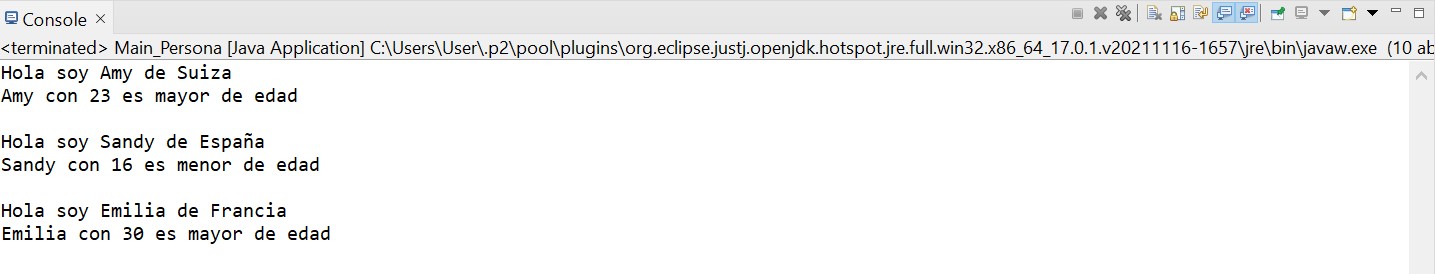 Console
<terminated> Main_Persona [Java Application] C:\Users\User\.p2\pool\plugins\org.eclipse.justj.openjdk.hotspot.jre.full.win32.x86_64_17.0.1.v20211116-1657\jre\bin\javaw.exe (10 ab
Hola soy Amy de Suiza
Amy con 23 es mayor de edad
Hola soy Sandy de España
Sandy con 16 es menor de edad
Hola soy Emilia de Francia
Emilia con 30 es mayor de edad